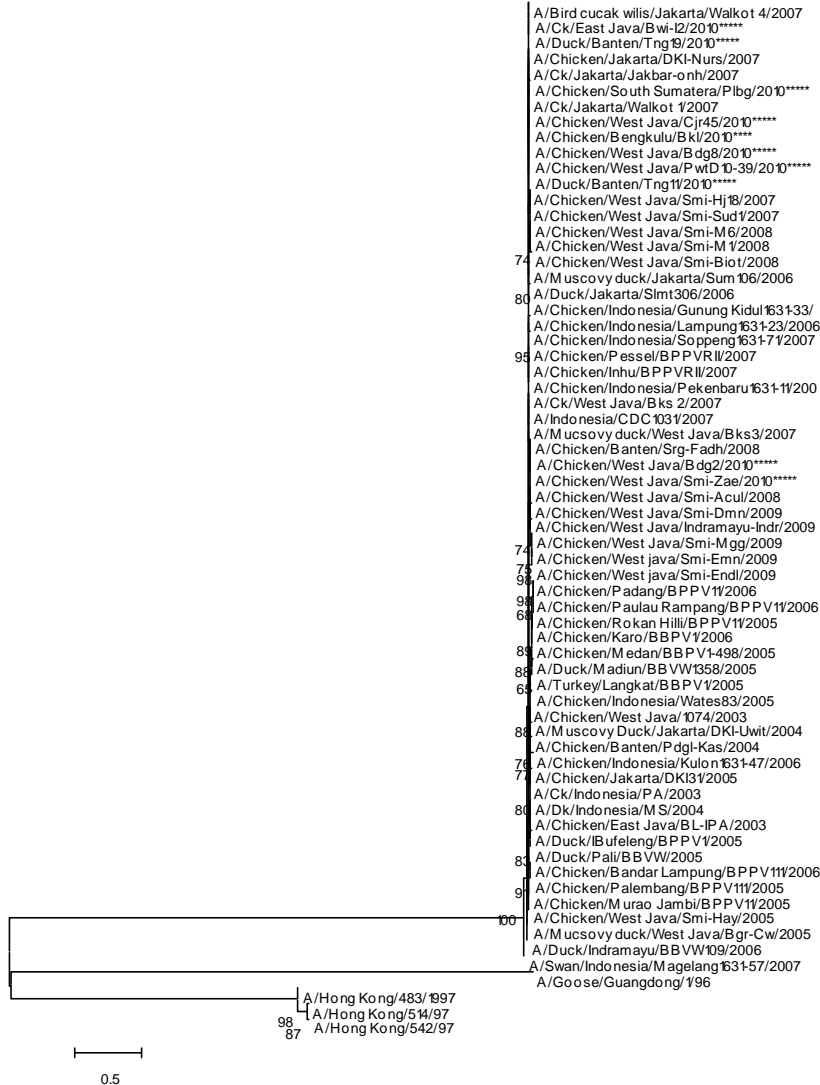 A/Bird cucak wilis/Jakarta/Walkot 4/2007
A/Ck/East Java/Bwi-I2/2010*****
A/Duck/Banten/Tng19/2010*****
A/Chicken/Jakarta/DKI-Nurs/2007
A/Ck/Jakarta/Jakbar-onh/2007
A/Chicken/South Sumatera/Plbg/2010*****
A/Ck/Jakarta/Walkot 1/2007
A/Chicken/West Java/Cjr45/2010*****
A/Chicken/Bengkulu/Bkl/2010****
A/Chicken/West Java/Bdg8/2010*****
A/Chicken/West Java/PwtD10-39/2010*****
A/Duck/Banten/Tng11/2010*****
A/Chicken/West Java/Smi-Hj18/2007
A/Chicken/West Java/Smi-Sud1/2007
A/Chicken/West Java/Smi-M6/2008
A/Chicken/West Java/Smi-M1/2008
74 A/Chicken/West Java/Smi-Biot/2008
A/Muscovy duck/Jakarta/Sum106/2006
80 A/Duck/Jakarta/Slmt306/2006
A/Chicken/Indonesia/Gunung Kidul1631-33/
A/Chicken/Indonesia/Lampung1631-23/2006
A/Chicken/Indonesia/Soppeng1631-71/2007
95 A/Chicken/Pessel/BPPVRII/2007
A/Chicken/Inhu/BPPVRII/2007
A/Chicken/Indonesia/Pekenbaru1631-11/200
A/Ck/West Java/Bks 2/2007
A/Indonesia/CDC1031/2007
A/Mucsovy duck/West Java/Bks3/2007
A/Chicken/Banten/Srg-Fadh/2008
A/Chicken/West Java/Bdg2/2010*****
A/Chicken/West Java/Smi-Zae/2010*****
A/Chicken/West Java/Smi-Acul/2008
A/Chicken/West Java/Smi-Dmn/2009
A/Chicken/West Java/Indramayu-Indr/2009
74 A/Chicken/West Java/Smi-Mgg/2009
75 A/Chicken/West java/Smi-Emn/2009
98 A/Chicken/West java/Smi-Endl/2009
A/Chicken/Padang/BPPV11/2006
98 A/Chicken/Paulau Rampang/BPPV11/2006
68 A/Chicken/Rokan Hilli/BPPV11/2005
A/Chicken/Karo/BBPV1/2006
89 A/Chicken/Medan/BBPV1-498/2005
88 A/Duck/Madiun/BBVW1358/2005
65 A/Turkey/Langkat/BBPV1/2005
A/Chicken/Indonesia/Wates83/2005
A/Chicken/West Java/1074/2003
88 A/Muscovy Duck/Jakarta/DKI-Uwit/2004
A/Chicken/Banten/Pdgl-Kas/2004
76 A/Chicken/Indonesia/Kulon1631-47/2006
77 A/Chicken/Jakarta/DKI31/2005
A/Ck/Indonesia/PA/2003
80 A/Dk/Indonesia/MS/2004
A/Chicken/East Java/BL-IPA/2003
A/Duck/IBufeleng/BPPV1/2005
83 A/Duck/Pali/BBVW/2005
A/Chicken/Bandar Lampung/BPPV111/2006
91 A/Chicken/Palembang/BPPV111/2005
A/Chicken/Murao Jambi/BPPV11/2005
100 A/Chicken/West Java/Smi-Hay/2005
A/Mucsovy duck/West Java/Bgr-Cw/2005
A/Duck/Indramayu/BBVW109/2006
A/Swan/Indonesia/Magelang1631-57/2007
A/Goose/Guangdong/1/96
A/Hong Kong/483/1997
A/Hong Kong/514/97
98
87 A/Hong Kong/542/97
0.5